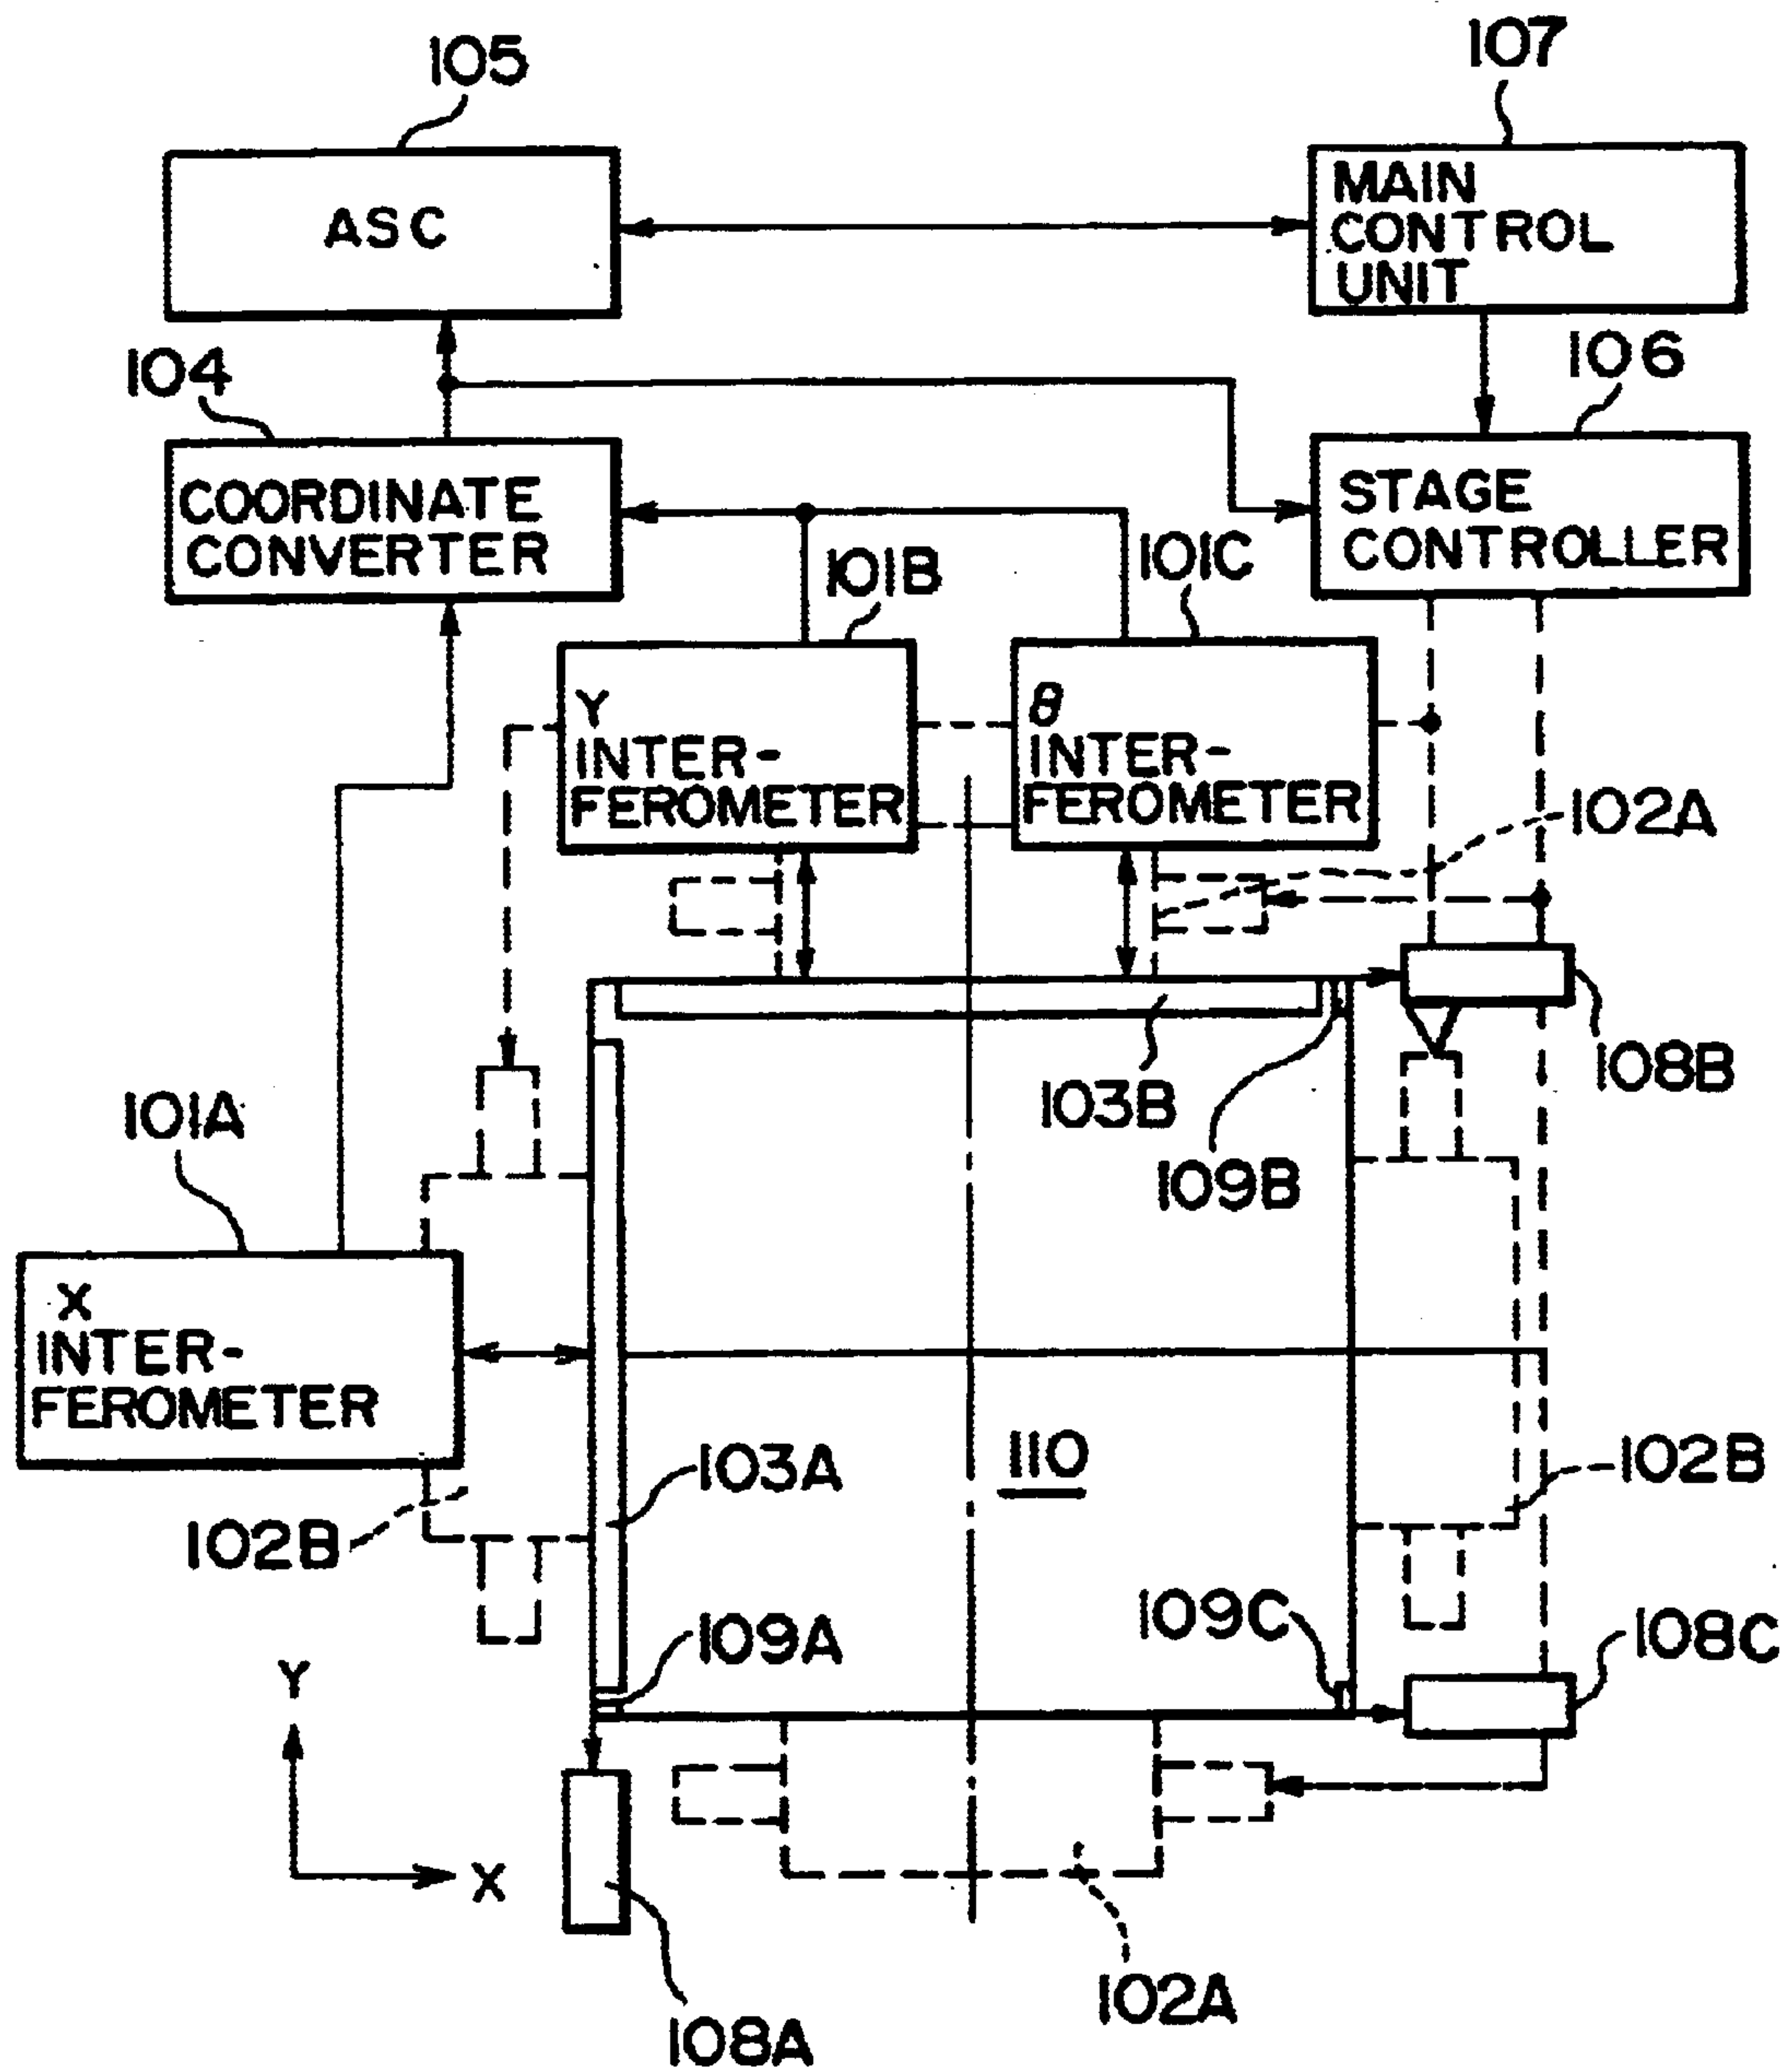 105
107
ASC
MAIN
CONTROL
UNIT
104
106
COORDINATE
CONVERTER
STAGE
CONTROLLER
101B
101C
Y
INTER-
FEROMETER
θ
INTER-
FEROMETER
102A
108B
103B
101A
109B
X
INTER-
FEROMETER
110
103A
102B
102B
109C
109A
108C
Y
X
102A
108A